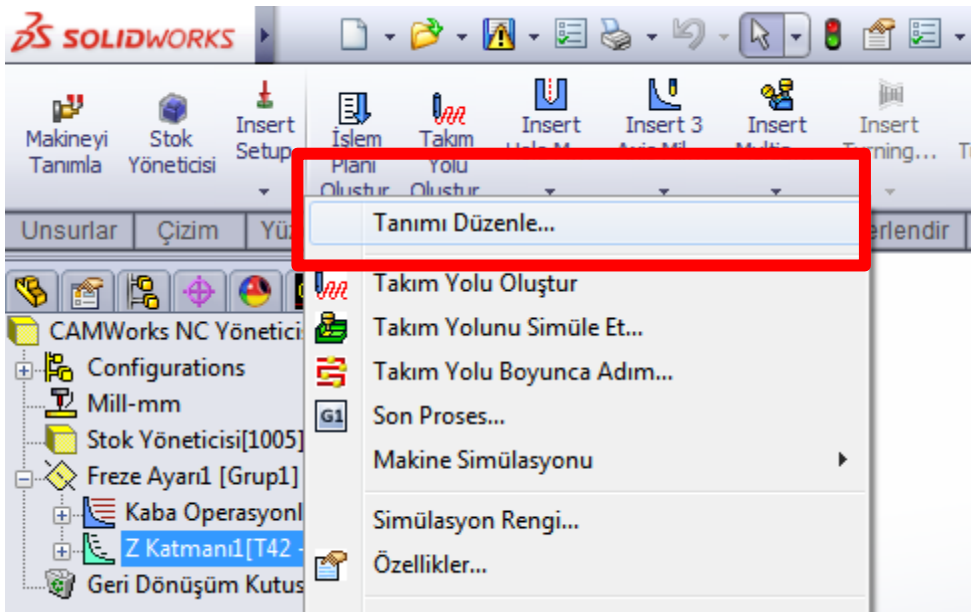 SOLIDWORKS
Makineyi Tanımla
Stok Yöneticisi
Insert Setup
İşlem Planı Oluştur
Takım Yolu Oluştur
Insert
Insert 3
Insert
Insert Turning...
Unsurlar
Çizim
Tanımı Düzenle...
Takım Yolu Oluştur
Takım Yolunu Simüle Et...
Takım Yolu Boyunca Adım...
G1 Son Proses...
Makine Simülasyonu
Simülasyon Rengi...
Özellikler...
CAMWorks NC Yönetici
Configurations
Mill-mm
Stok Yöneticisi[1005]
Freze Ayarı1 [Grup1]
Kaba Operasyonl
Z Katmanı1[T42 -
Geri Dönüşüm Kutus